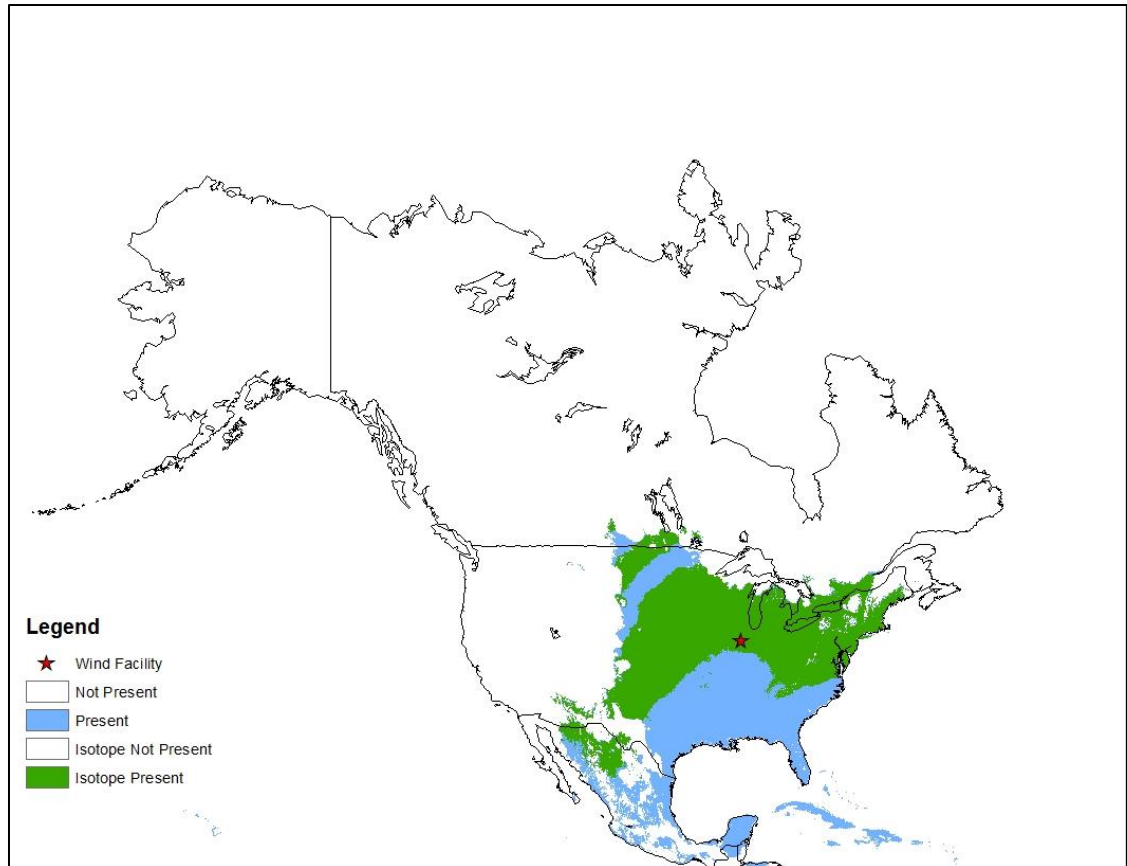 Legend
Wind Facility
Not Present
Present
Isotope Not Present
Isotope Present